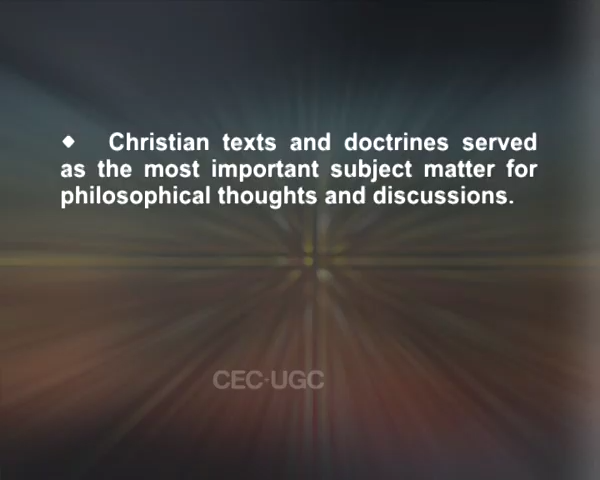 ◆ Christian texts and doctrines served
as the most important subject matter for
philosophical thoughts and discussions.
CEC-UGC